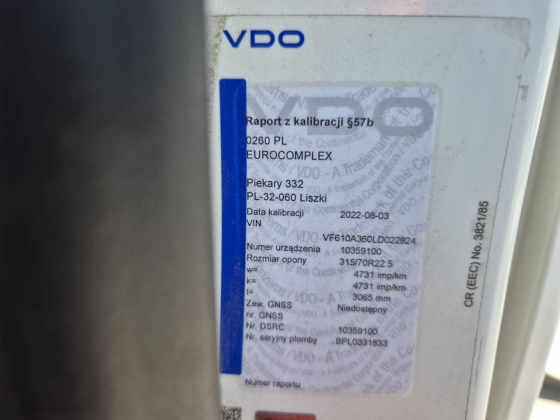 VDO
Raport z kalibracji §57b
0260 PL
EUROCOMPLEX
Piekary 332
PL-32-060 Liszki
Data kalibracji 2022-08-03
VIN
VF610A360LD022824
Numer urządzenia 10359100
Rozmiar opony 315/70R22.5
w= 4731 imp/km
k= 4731 imp/km
l= 3065 mm
Zew. GNSS Niedostępny
nr. GNSS
Nr. DSRC 10359100
Nr. seryjny plomby BPL0331833
Numer raportu
CR (EEC) No. 3821/85